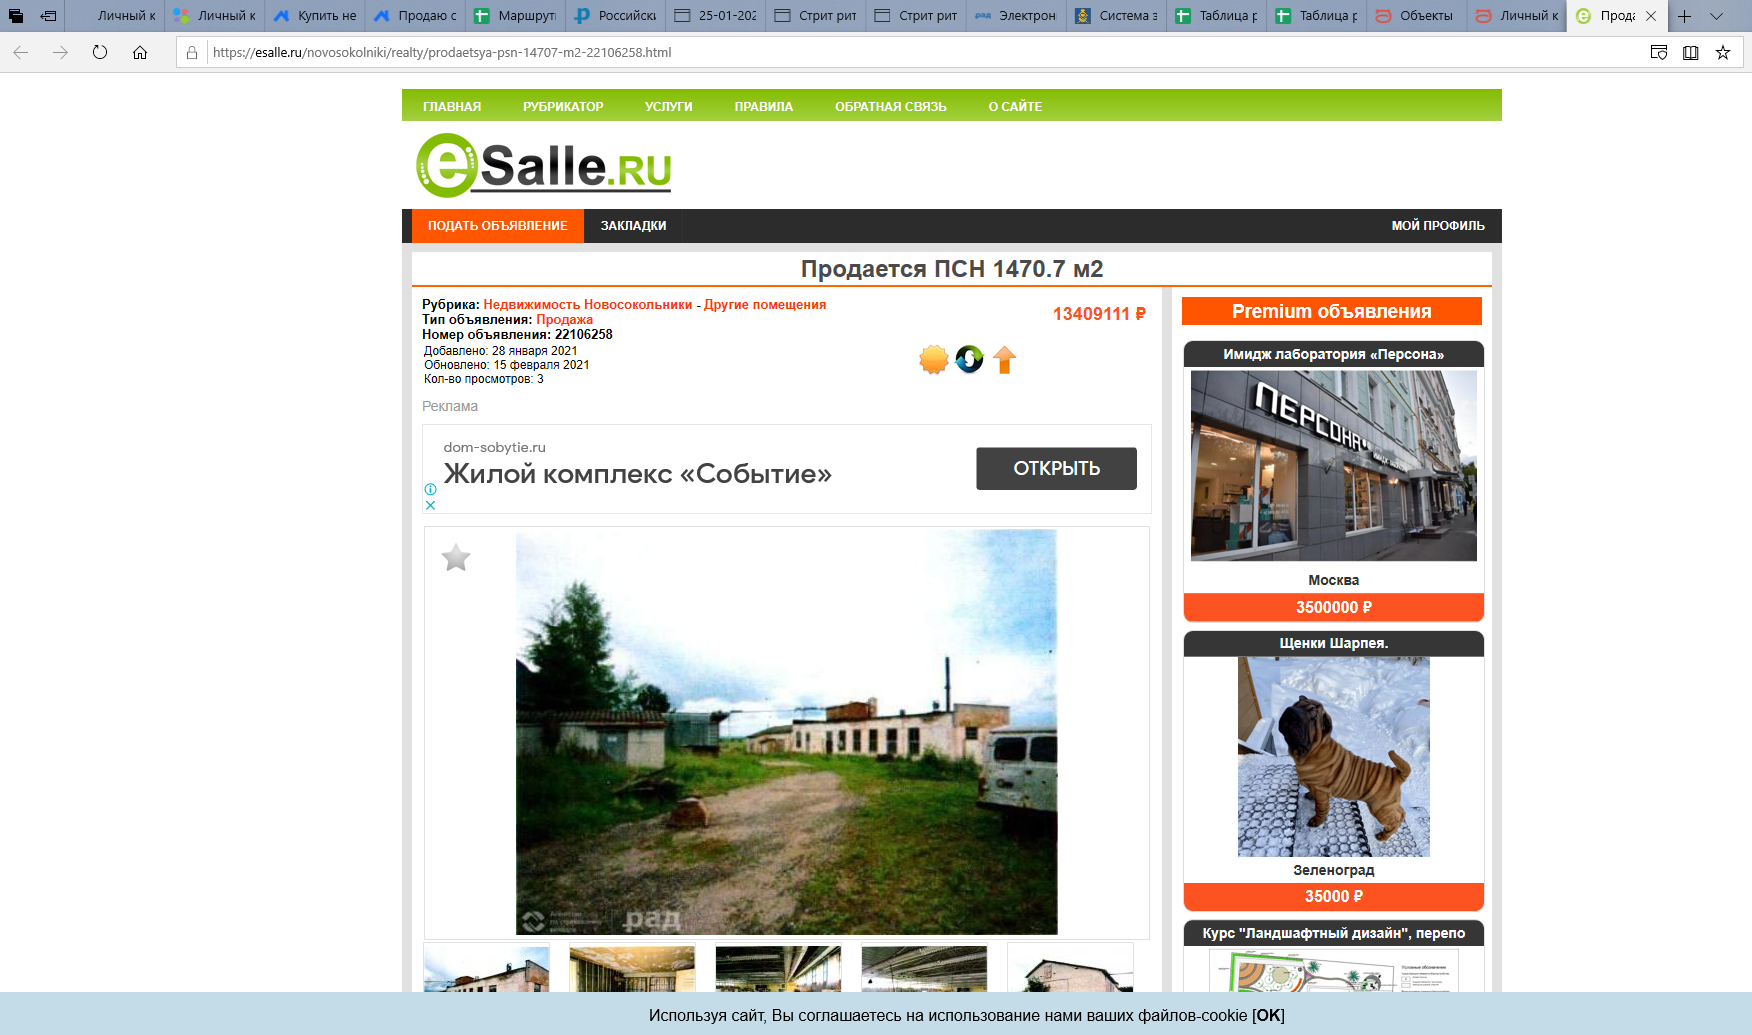 Личный к
Личный к
Купить не
Продаю с
Маршрут
Российски
25-01-202
Стрит рит
Стрит рит
Электрон
Система э
Таблица р
Таблица р
Объекты
Личный к
Прода
https://esalle.ru/novosokolniki/realty/prodaetsya-psn-14707-m2-22106258.html
ГЛАВНАЯ РУБРИКАТОР УСЛУГИ ПРАВИЛА ОБРАТНАЯ СВЯЗЬ О САЙТЕ
eSalle.RU
ПОДАТЬ ОБЪЯВЛЕНИЕ ЗАКЛАДКИ МОЙ ПРОФИЛЬ
Продается ПСН 1470.7 м2
Рубрика: Недвижимость Новосокольники - Другие помещения
13409111 ₽
Тип объявления: Продажа
Номер объявления: 22106258
Добавлено: 28 января 2021
Обновлено: 15 февраля 2021
Кол-во просмотров: 3
Реклама
dom-sobytie.ru
Жилой комплекс «Событие»
ОТКРЫТЬ
рад
Premium объявления
Имидж лаборатория «Персона»
ПЕРСОНА
Москва
3500000 ₽
Щенки Шарпея.
Зеленоград
35000 ₽
Курс "Ландшафтный дизайн", перепо
Используя сайт, Вы соглашаетесь на использование нами ваших файлов-cookie [OK]